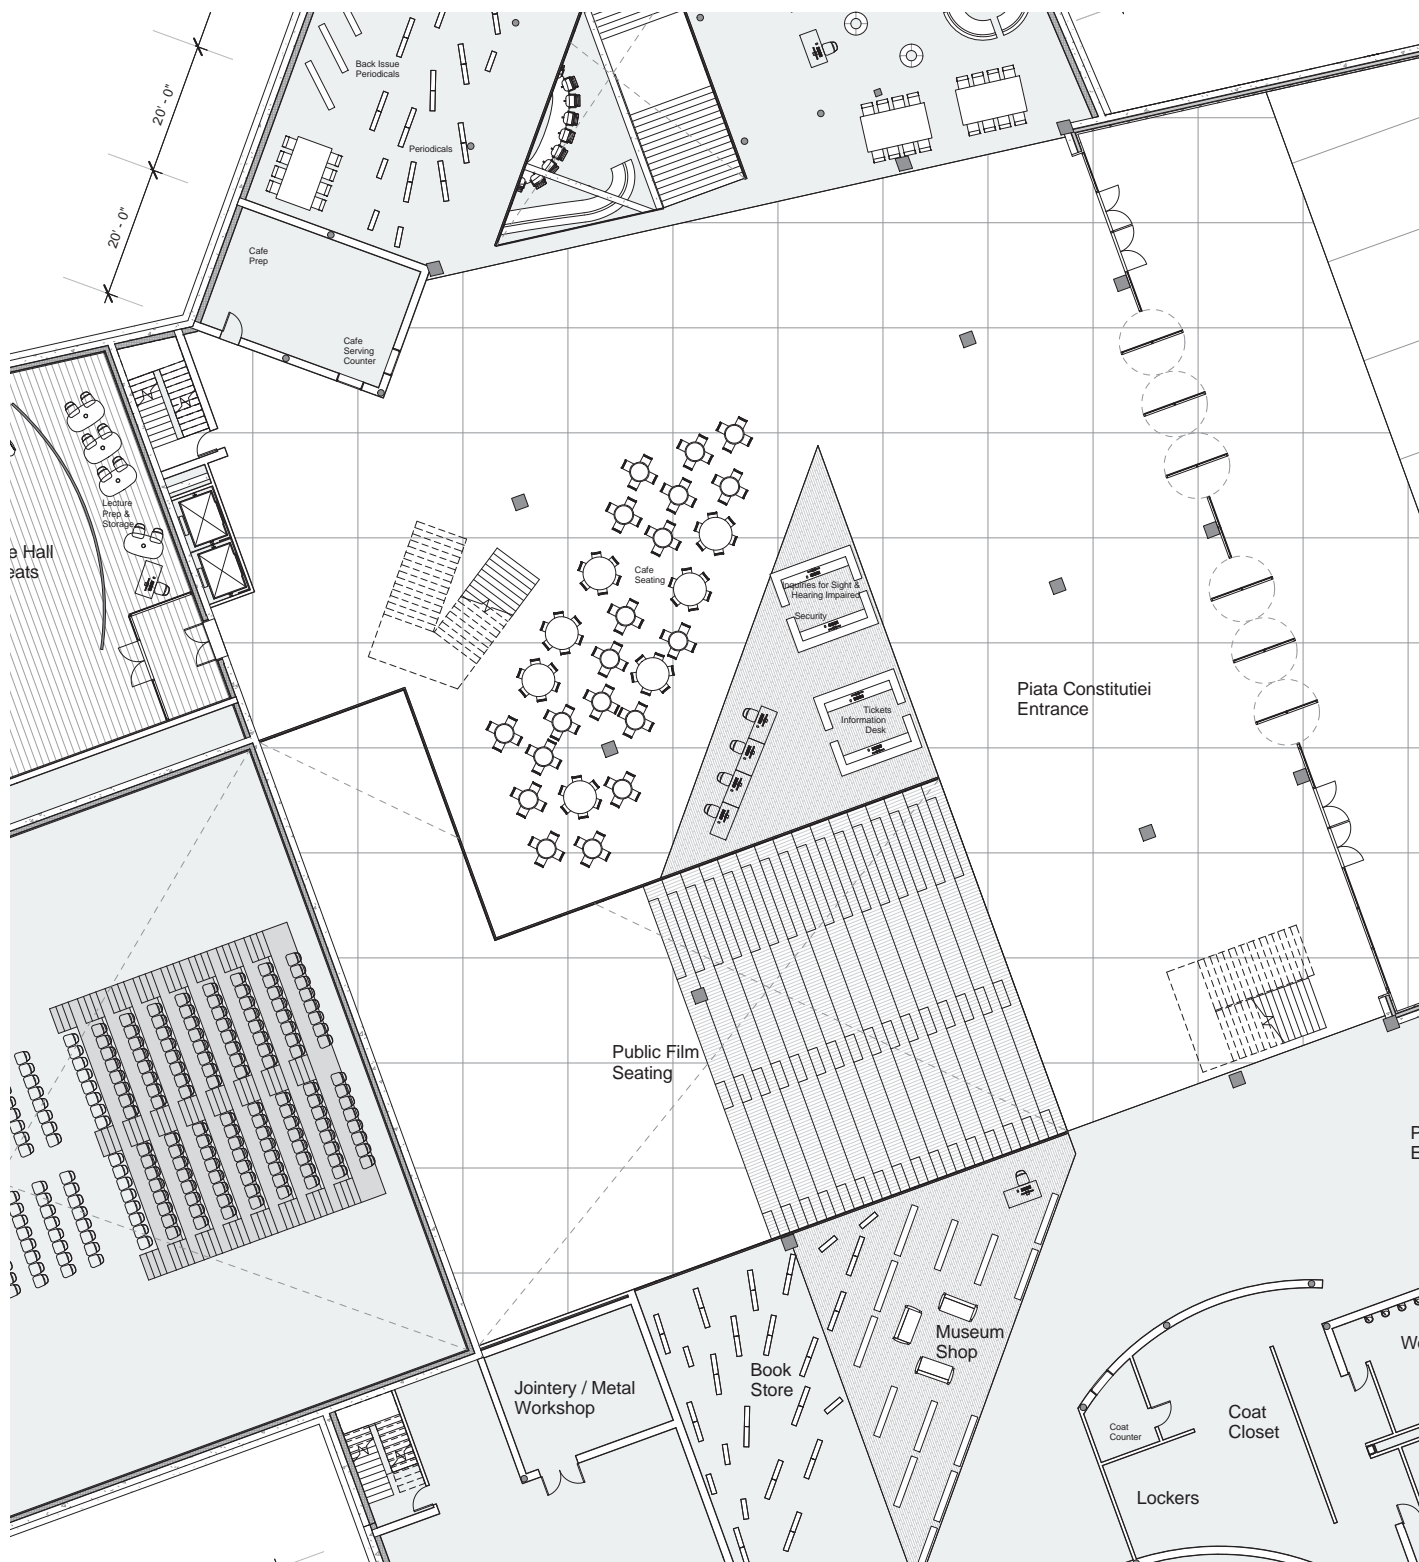 Back Issue
Periodicals
20' - 0"
Periodicals
20' - 0"
Cafe
Prep
Cafe
Serving
Counter
Lecture
Prep &
Storage
e Hall
eats
Cafe
Seating
Inquiries for Sight &
Hearing Impaired
Security
Tickets
Information
Desk
Piata Constitutiei
Entrance
Public Film
Seating
P
E
Museum
Shop
Book
Store
Jointery / Metal
Workshop
Coat
Counter
Coat
Closet
Lockers